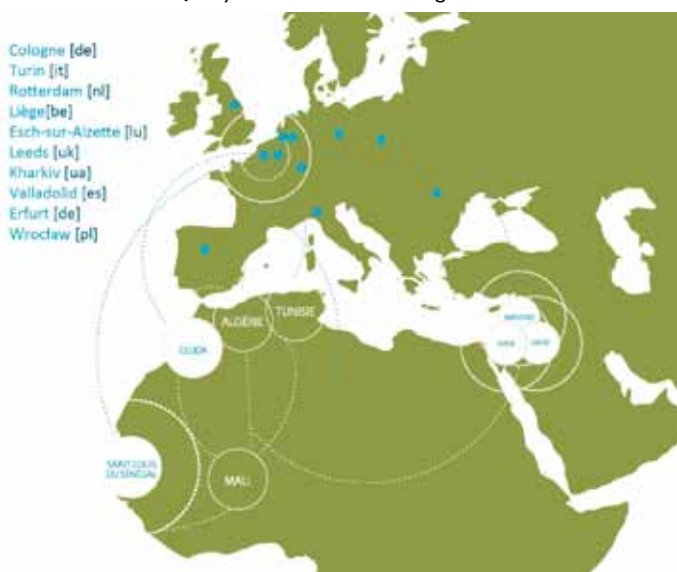 Cologne [de]
Turin [it]
Rotterdam [nl]
Liège[be]
Esch-sur-Alzette [lu]
Leeds [uk]
Kharkiv [ua]
Valladolid [es]
Erfurt [de]
Wrocław [pl]
ALGÉRIE
TUNISIE
OUJDA
SAINT-LOUIS
DU SÉNÉGAL
MALI